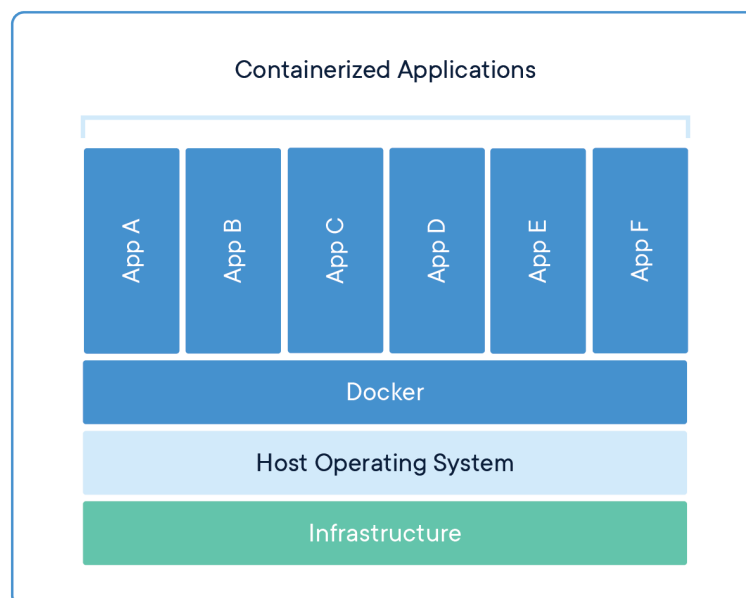 Containerized Applications
App A
App B
App C
App D
App E
App F
Docker
Host Operating System
Infrastructure